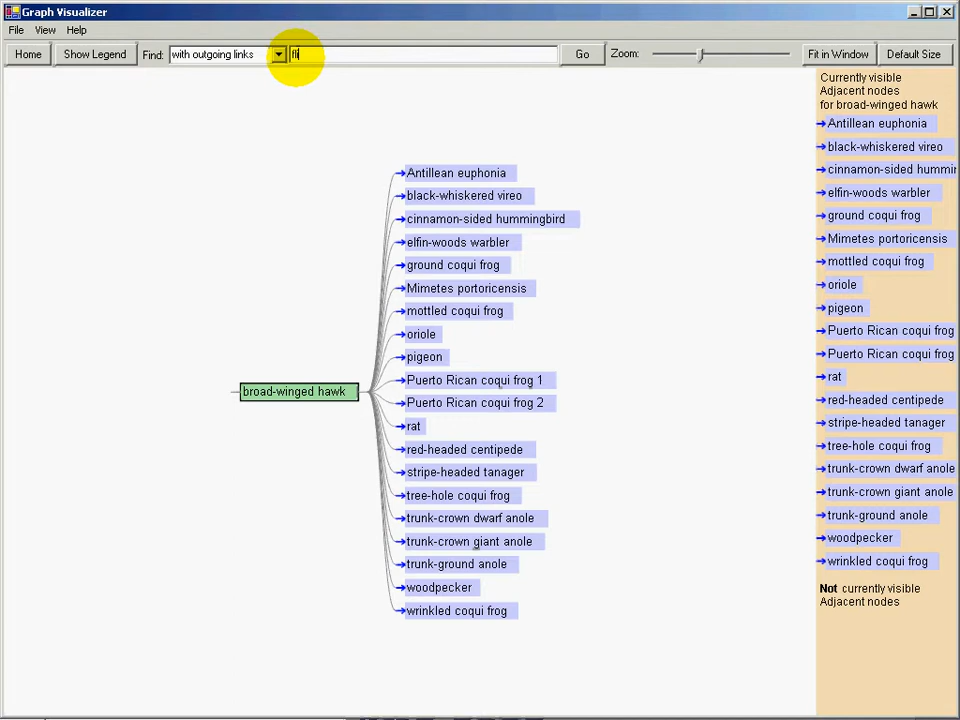 Graph Visualizer
File View Help
Home Show Legend Find: with outgoing links fli Go Zoom: Fit in Window Default Size
Currently visible
Adjacent nodes
for broad-winged hawk
Antillean euphonia
black-whiskered vireo
cinnamon-sided hummin
elfin-woods warbler
ground coqui frog
Mimetes portoricensis
mottled coqui frog
oriole
pigeon
Puerto Rican coqui frog
Puerto Rican coqui frog
rat
red-headed centipede
stripe-headed tanager
tree-hole coqui frog
trunk-crown dwarf anole
trunk-crown giant anole
trunk-ground anole
woodpecker
wrinkled coqui frog
Not currently visible
Adjacent nodes
broad-winged hawk
Antillean euphonia
black-whiskered vireo
cinnamon-sided hummingbird
elfin-woods warbler
ground coqui frog
Mimetes portoricensis
mottled coqui frog
oriole
pigeon
Puerto Rican coqui frog 1
Puerto Rican coqui frog 2
rat
red-headed centipede
stripe-headed tanager
tree-hole coqui frog
trunk-crown dwarf anole
trunk-crown giant anole
trunk-ground anole
woodpecker
wrinkled coqui frog